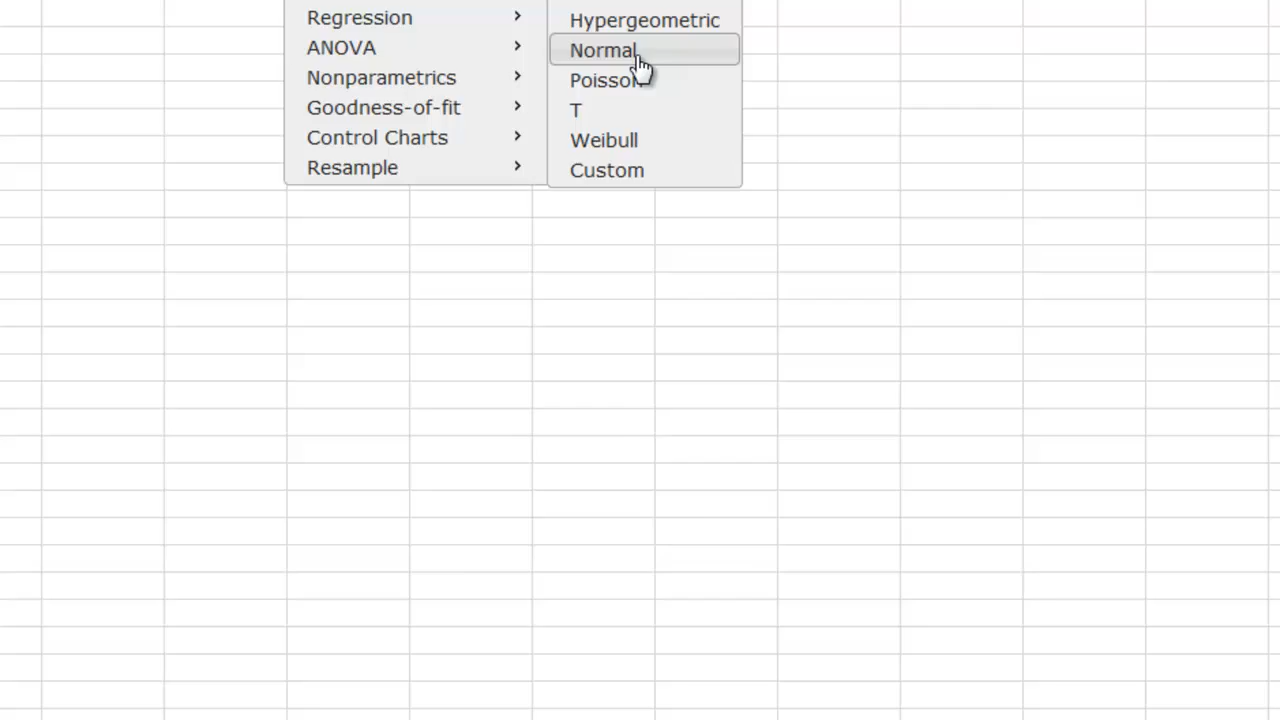 Regression
ANOVA
Nonparametrics
Goodness-of-fit
Control Charts
Resample
Hypergeometric
Normal
Poisson
T
Weibull
Custom